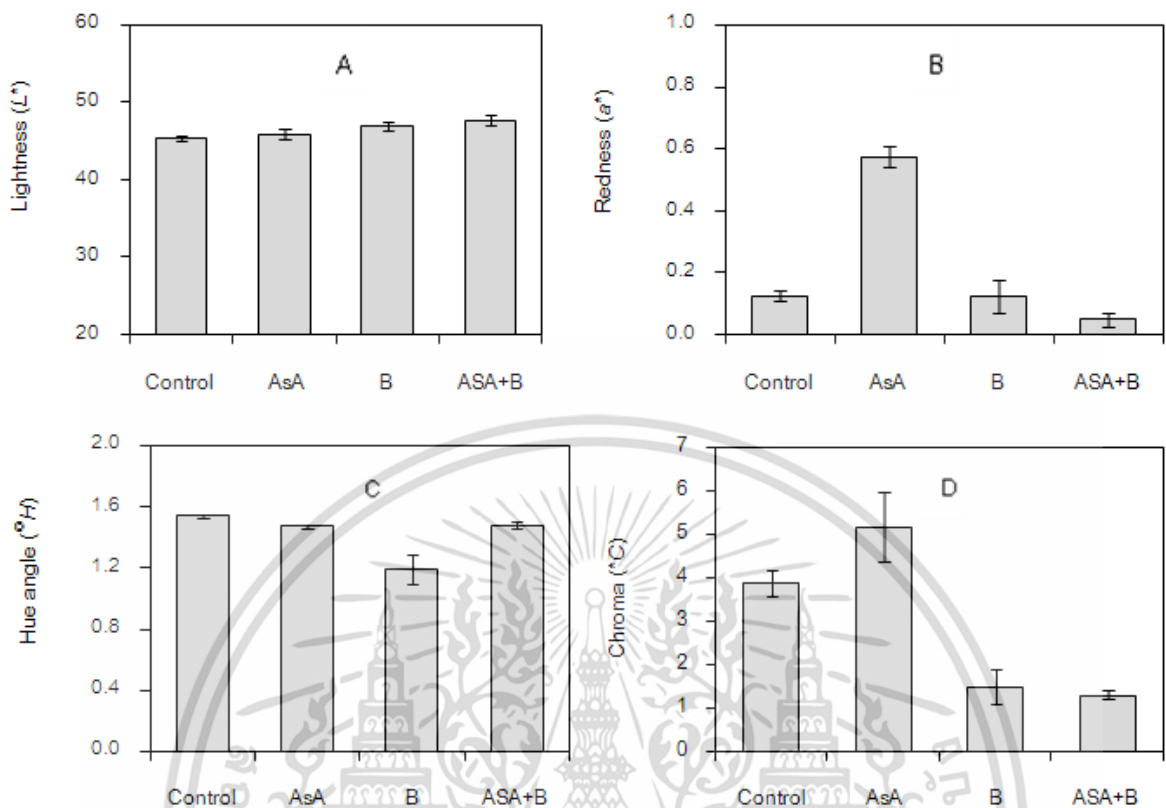 A
Lightness (L*)
60
50
40
30
20
Control AsA B ASA+B
B
Redness (a*)
1.0
0.8
0.6
0.4
0.2
0.0
Control AsA B ASA+B
C
Hue angle (°H)
2.0
1.6
1.2
0.8
0.4
0.0
Control AsA B ASA+B
D
Chroma (*C)
7
6
5
4
3
2
1
0
Control AsA B ASA+B